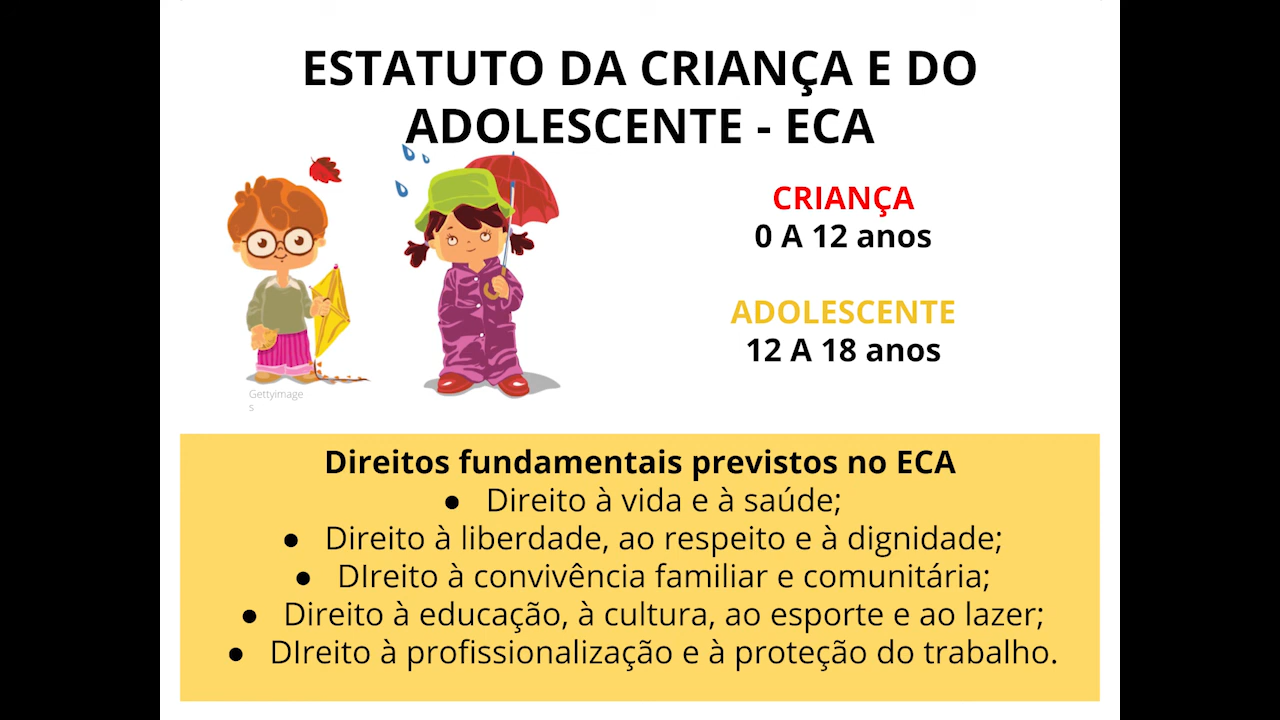 ESTATUTO DA CRIANÇA E DO
ADOLESCENTE - ECA
CRIANÇA
0 A 12 anos
ADOLESCENTE
12 A 18 anos
Gettyimage
s
Direitos fundamentais previstos no ECA
● Direito à vida e à saúde;
● Direito à liberdade, ao respeito e à dignidade;
● DIreito à convivência familiar e comunitária;
● Direito à educação, à cultura, ao esporte e ao lazer;
● DIreito à profissionalização e à proteção do trabalho.